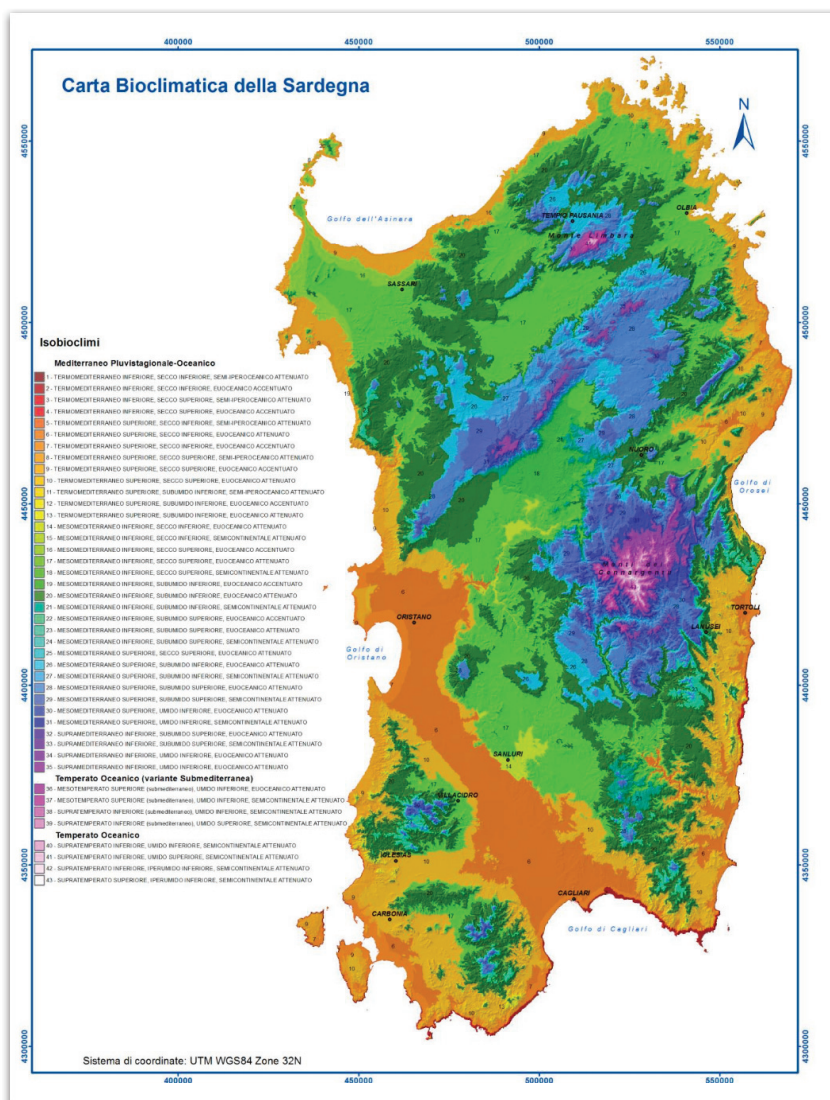 400000
450000
500000
550000
Carta Bioclimatica della Sardegna
N
4550000
4550000
Golfo dell'Asinara
TEMPIO PAUSANIA
OLBIA
Monte Limbara
SASSARI
4500000
4500000
Isobioclimi
Mediterraneo Pluvistagionale-Oceanico
1 - TERMOMEDITERRANEO INFERIORE, SECCO INFERIORE, SEMI-IPEROCEANICO ATTENUATO
2 - TERMOMEDITERRANEO INFERIORE, SECCO INFERIORE, EUOCEANICO ACCENTUATO
3 - TERMOMEDITERRANEO INFERIORE, SECCO SUPERIORE, SEMI-IPEROCEANICO ATTENUATO
4 - TERMOMEDITERRANEO INFERIORE, SECCO SUPERIORE, EUOCEANICO ACCENTUATO
5 - TERMOMEDITERRANEO SUPERIORE, SECCO INFERIORE, SEMI-IPEROCEANICO ATTENUATO
6 - TERMOMEDITERRANEO SUPERIORE, SECCO INFERIORE, EUOCEANICO ATTENUATO
7 - TERMOMEDITERRANEO SUPERIORE, SECCO INFERIORE, EUOCEANICO ACCENTUATO
8 - TERMOMEDITERRANEO SUPERIORE, SECCO SUPERIORE, SEMI-IPEROCEANICO ATTENUATO
9 - TERMOMEDITERRANEO SUPERIORE, SECCO SUPERIORE, EUOCEANICO ACCENTUATO
10 - TERMOMEDITERRANEO SUPERIORE, SECCO SUPERIORE, EUOCEANICO ATTENUATO
11 - TERMOMEDITERRANEO SUPERIORE, SUBUMIDO INFERIORE, SEMI-IPEROCEANICO ATTENUATO
12 - TERMOMEDITERRANEO SUPERIORE, SUBUMIDO INFERIORE, EUOCEANICO ACCENTUATO
13 - TERMOMEDITERRANEO SUPERIORE, SUBUMIDO INFERIORE, EUOCEANICO ATTENUATO
14 - MESOMEDITERRANEO INFERIORE, SECCO INFERIORE, EUOCEANICO ATTENUATO
15 - MESOMEDITERRANEO INFERIORE, SECCO INFERIORE, SEMICONTINENTALE ATTENUATO
16 - MESOMEDITERRANEO INFERIORE, SECCO SUPERIORE, EUOCEANICO ACCENTUATO
17 - MESOMEDITERRANEO INFERIORE, SECCO SUPERIORE, EUOCEANICO ATTENUATO
18 - MESOMEDITERRANEO INFERIORE, SECCO SUPERIORE, SEMICONTINENTALE ATTENUATO
19 - MESOMEDITERRANEO INFERIORE, SUBUMIDO INFERIORE, EUOCEANICO ACCENTUATO
20 - MESOMEDITERRANEO INFERIORE, SUBUMIDO INFERIORE, EUOCEANICO ATTENUATO
21 - MESOMEDITERRANEO INFERIORE, SUBUMIDO INFERIORE, SEMICONTINENTALE ATTENUATO
22 - MESOMEDITERRANEO INFERIORE, SUBUMIDO SUPERIORE, EUOCEANICO ACCENTUATO
23 - MESOMEDITERRANEO INFERIORE, SUBUMIDO SUPERIORE, EUOCEANICO ATTENUATO
24 - MESOMEDITERRANEO INFERIORE, SUBUMIDO SUPERIORE, SEMICONTINENTALE ATTENUATO
25 - MESOMEDITERRANEO SUPERIORE, SECCO SUPERIORE, EUOCEANICO ATTENUATO
26 - MESOMEDITERRANEO SUPERIORE, SUBUMIDO INFERIORE, EUOCEANICO ATTENUATO
27 - MESOMEDITERRANEO SUPERIORE, SUBUMIDO INFERIORE, SEMICONTINENTALE ATTENUATO
28 - MESOMEDITERRANEO SUPERIORE, SUBUMIDO SUPERIORE, EUOCEANICO ATTENUATO
29 - MESOMEDITERRANEO SUPERIORE, SUBUMIDO SUPERIORE, SEMICONTINENTALE ATTENUATO
30 - MESOMEDITERRANEO SUPERIORE, UMIDO INFERIORE, EUOCEANICO ATTENUATO
31 - MESOMEDITERRANEO SUPERIORE, UMIDO INFERIORE, SEMICONTINENTALE ATTENUATO
32 - SUPRAMEDITERRANEO INFERIORE, SUBUMIDO SUPERIORE, EUOCEANICO ATTENUATO
33 - SUPRAMEDITERRANEO INFERIORE, SUBUMIDO SUPERIORE, SEMICONTINENTALE ATTENUATO
34 - SUPRAMEDITERRANEO INFERIORE, UMIDO INFERIORE, EUOCEANICO ATTENUATO
35 - SUPRAMEDITERRANEO INFERIORE, UMIDO INFERIORE, EUOCEANICO ATTENUATO
Temperato Oceanico (variante Submediterranea)
36 - MESOTEMPERATO SUPERIORE (submediterraneo), UMIDO INFERIORE, EUOCEANICO ATTENUATO
37 - MESOTEMPERATO SUPERIORE (submediterraneo), UMIDO INFERIORE, SEMICONTINENTALE ATTENUATO
38 - SUPRATEMPERATO INFERIORE (submediterraneo), UMIDO INFERIORE, SEMICONTINENTALE ATTENUATO
39 - SUPRATEMPERATO INFERIORE (submediterraneo), UMIDO SUPERIORE, SEMICONTINENTALE ATTENUATO
Temperato Oceanico
40 - SUPRATEMPERATO INFERIORE, UMIDO INFERIORE, SEMICONTINENTALE ATTENUATO
41 - SUPRATEMPERATO INFERIORE, UMIDO SUPERIORE, SEMICONTINENTALE ATTENUATO
42 - SUPRATEMPERATO INFERIORE, IPERUMIDO INFERIORE, SEMICONTINENTALE ATTENUATO
43 - SUPRATEMPERATO SUPERIORE, IPERUMIDO INFERIORE, SEMICONTINENTALE ATTENUATO
NUORO
Golfo di
Orosei
4450000
4450000
Monti del
Gennargentu
ORISTANO
TORTOLI
LANUSEI
Golfo di
Oristano
4400000
4400000
SANLURI
VILLACIDRO
IGLESIAS
4350000
4350000
CAGLIARI
CARBONIA
Golfo di Cagliari
4300000
4300000
Sistema di coordinate: UTM WGS84 Zone 32N
400000
450000
500000
550000